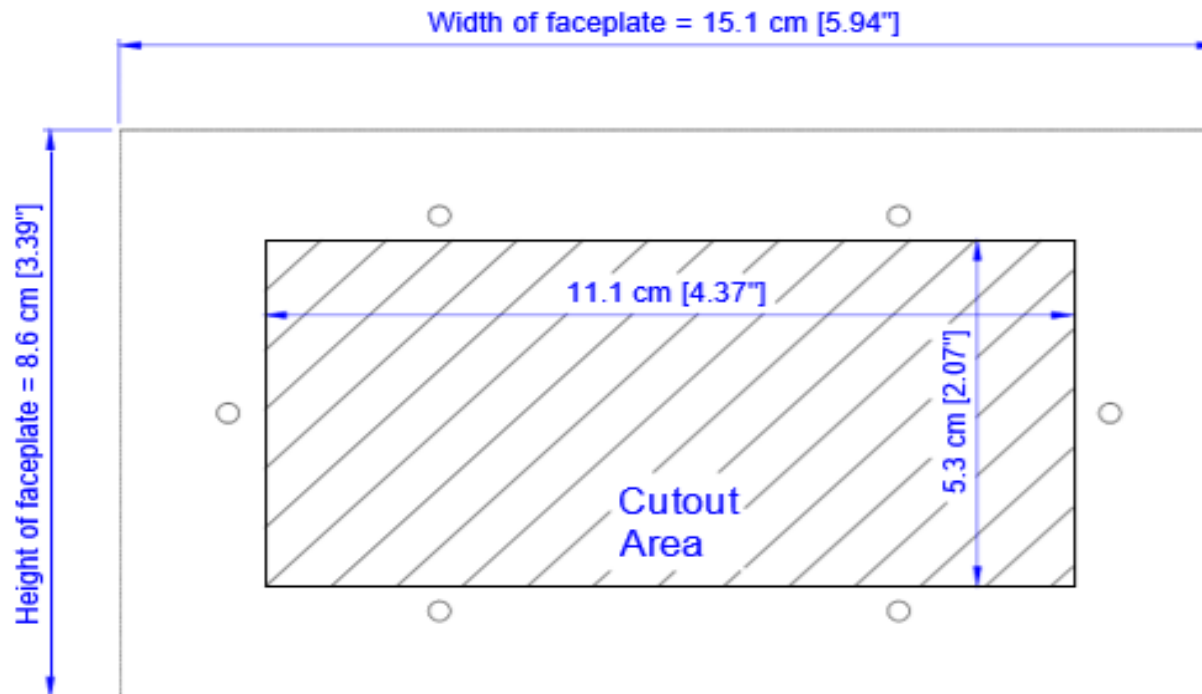 Width of faceplate = 15.1 cm [5.94"]
Height of faceplate = 8.6 cm [3.39"]
11.1 cm [4.37"]
5.3 cm [2.07"]
Cutout
Area